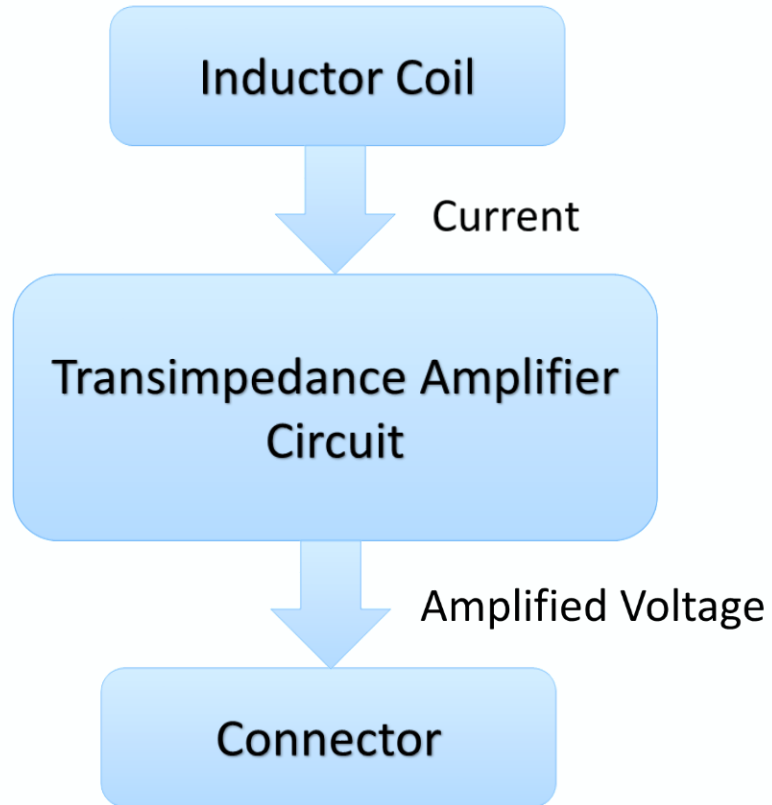 Inductor Coil
Current
Transimpedance Amplifier
Circuit
Amplified Voltage
Connector